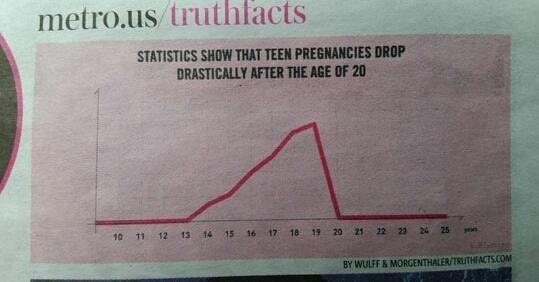 metro.us/truthfacts
STATISTICS SHOW THAT TEEN PREGNANCIES DROP
DRASTICALLY AFTER THE AGE OF 20
10 11 12 13 14 15 16 17 18 19 20 21 22 23 24 25 years
BY WULFF & MORGENTHALER/TRUTHFACTS.COM